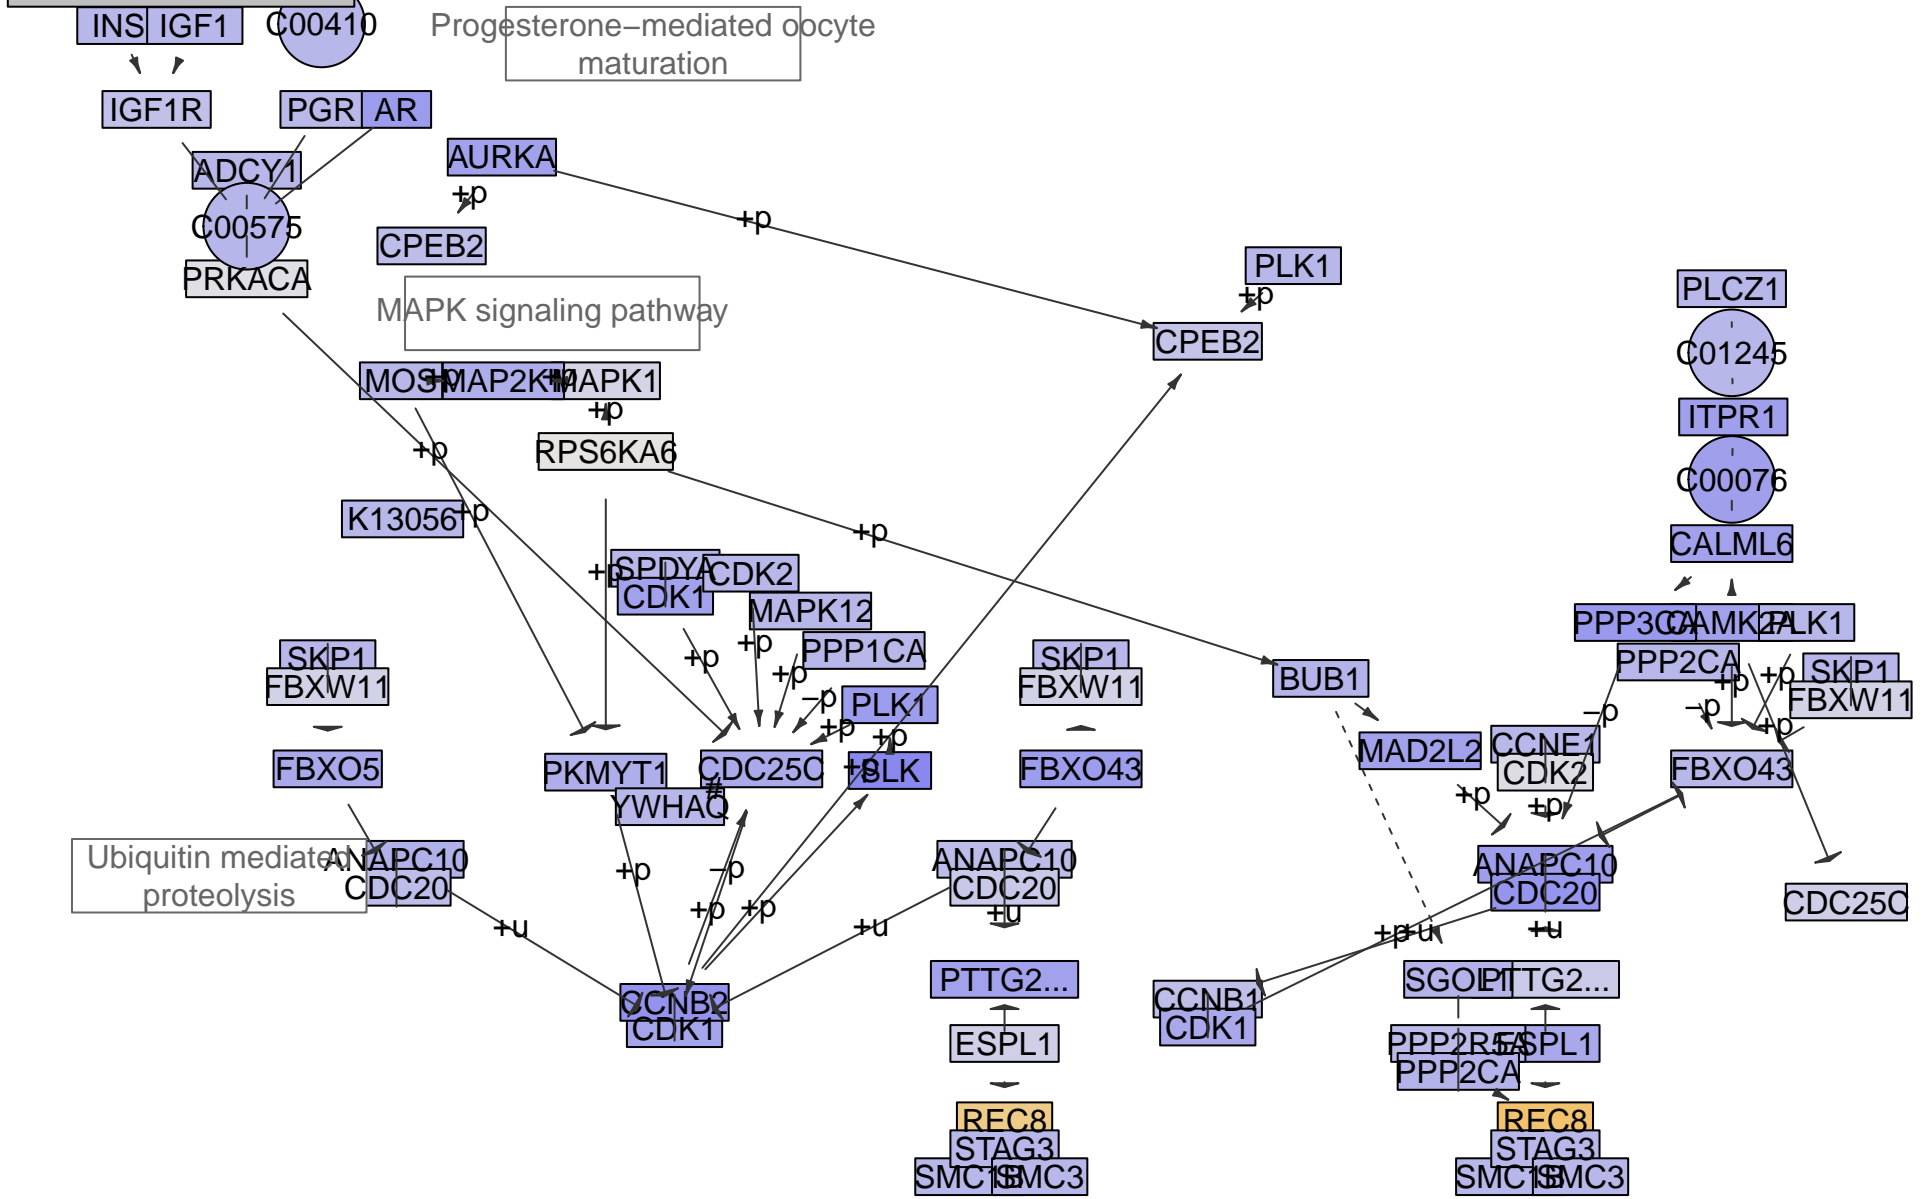 INS IGF1 C00410
Progesterone−mediated oocyte
maturation
IGF1R PGR AR
AURKA
ADCY1
+p
+p
C00575
CPEB2
PLK1
PRKACA
PLCZ1
+p
MAPK signaling pathway
CPEB2
C01245
MOS +p MAP2K1 +p MAPK1
+p
ITPR1
+p
RPS6KA6
C00076
K13056 +p
+p
CALML6
+p SPDYA CDK2
CDK1
MAPK12
PPP3CA CAMK2A PLK1
+p
PPP1CA
SKP1
+p
SKP1
PPP2CA
SKP1
FBXW11
+p
FBXW11
BUB1
+p
+p
FBXW11
−p
PLK1
−p
−p
+p
+p
+p
MAD2L2
CCNE1
FBXO5
PKMYT1
CDC25C
+p
SLK
FBXO43
CDK2
FBXO43
#
YWHAQ
+p
+p
Ubiquitin mediated
proteolysis
ANAPC10
CDC20
+p
−p
ANAPC10
CDC20
ANAPC10
CDC20
CDC25C
+p
+p
+u
+u
+u
+p
+u
+u
PTTG2...
SGOL1 PTTG2...
CCNB2
CDK1
CCNB1
CDK1
ESPL1
PPP2R5A ESPL1
PPP2CA
REC8
STAG3
SMC1B SMC3
REC8
STAG3
SMC1B SMC3